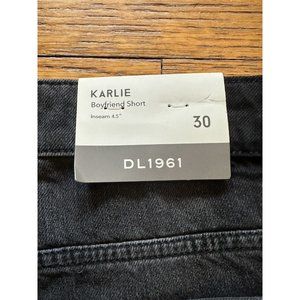 KARLIE
Boyfriend Short
Inseam 4.5"
30
DL1961